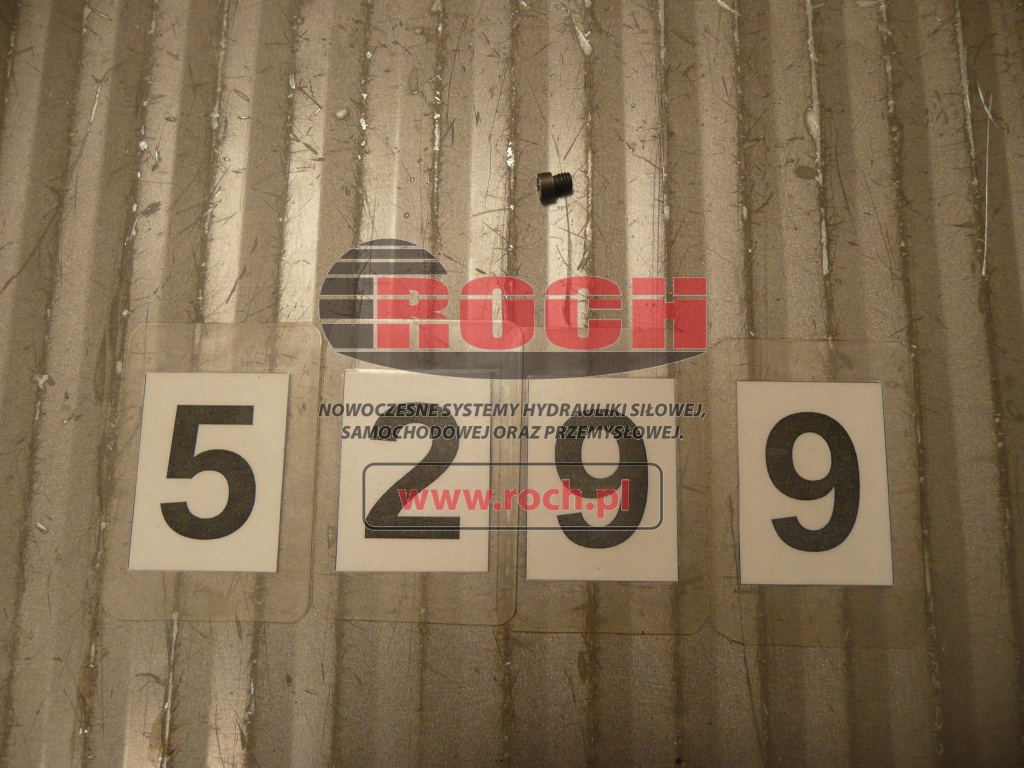 ROCH
NOWOCZESNE SYSTEMY HYDRAULIKI SIŁOWEJ,
SAMOCHODOWEJ ORAZ PRZEMYSŁOWEJ.
www.roch.pl
5 2 9 9